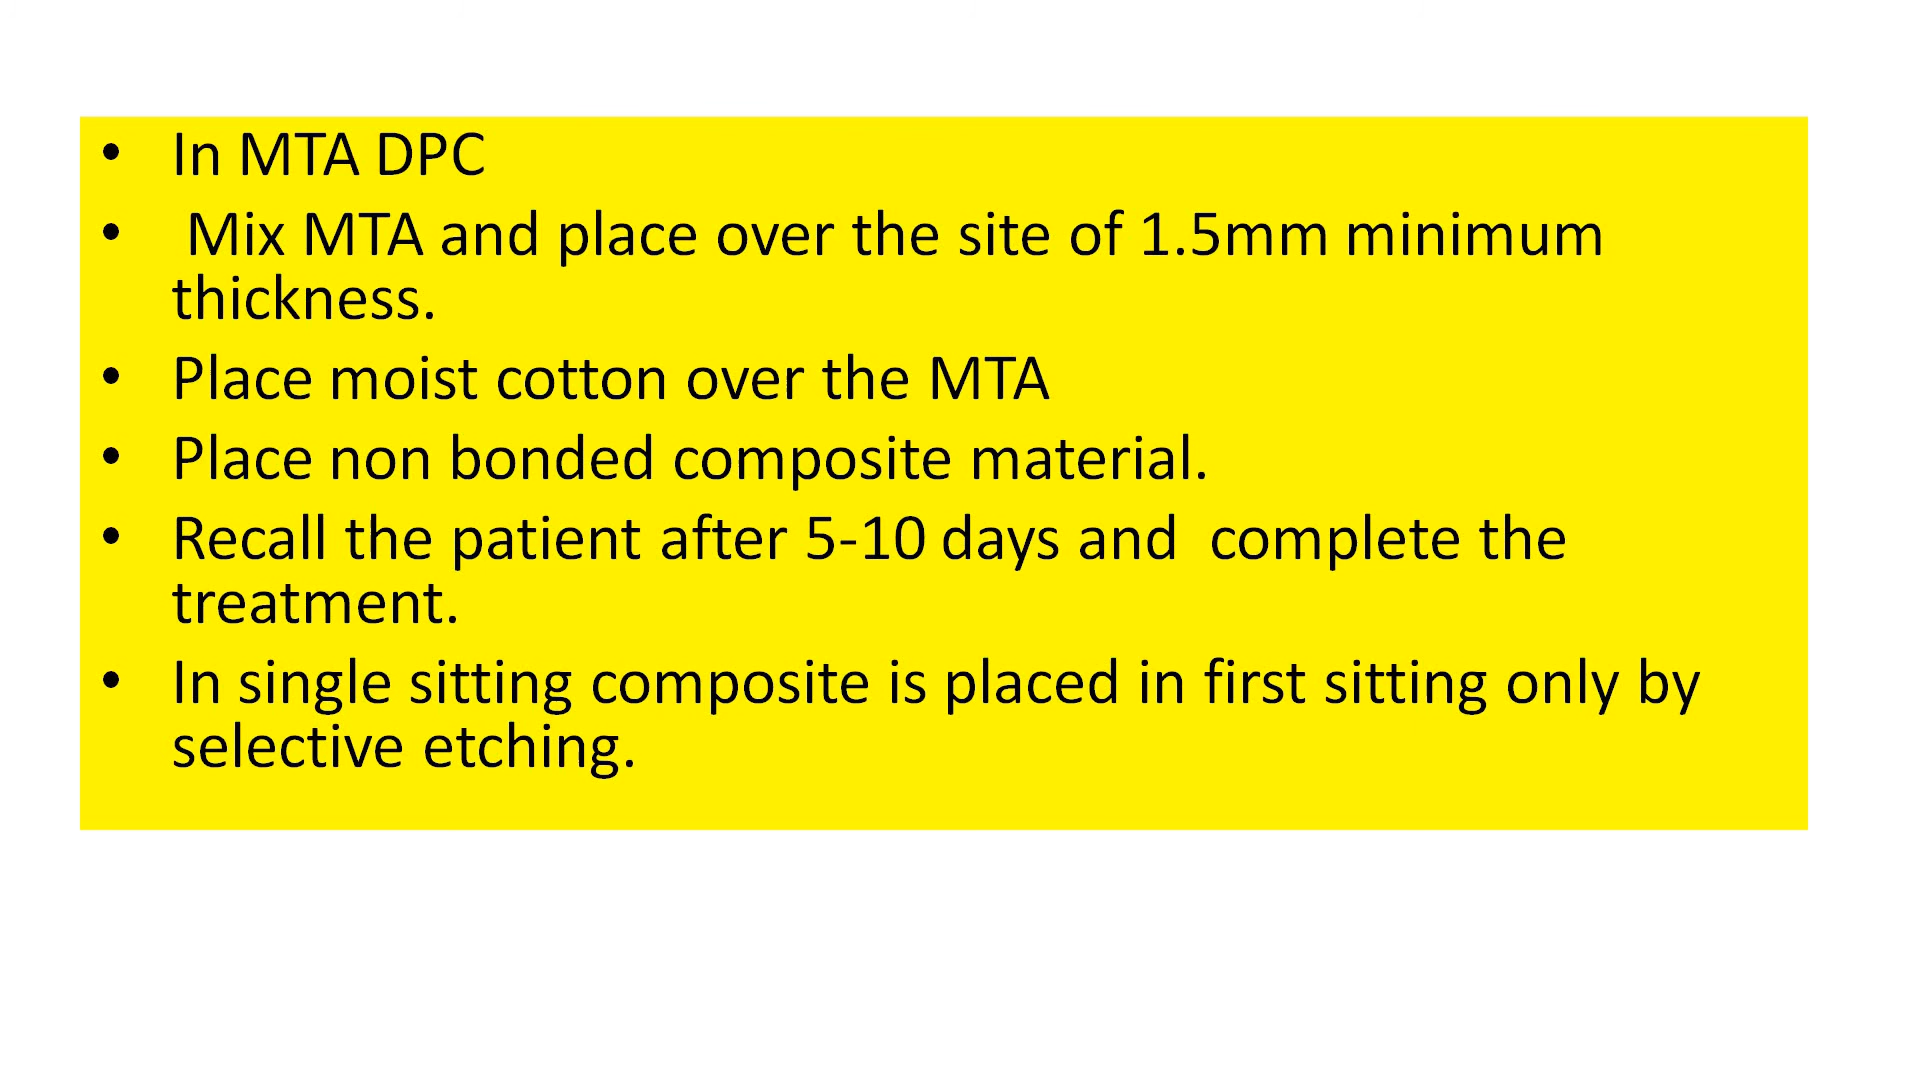 • In MTA DPC
• Mix MTA and place over the site of 1.5mm minimum
thickness.
• Place moist cotton over the MTA
• Place non bonded composite material.
• Recall the patient after 5-10 days and  complete the
treatment.
• In single sitting composite is placed in first sitting only by
selective etching.